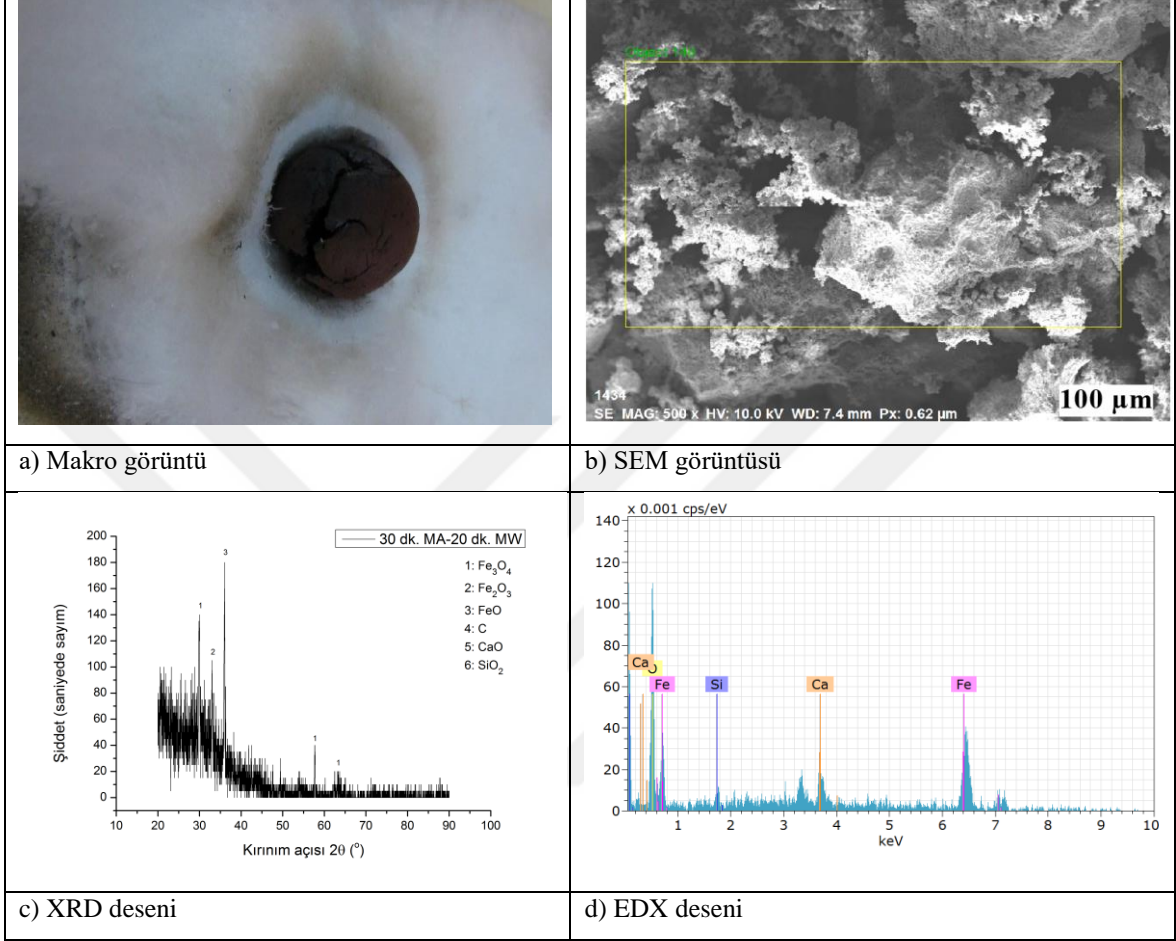 1434
SE MAG: 500 x HV: 10.0 kV WD: 7.4 mm Px: 0.62 µm
100 µm
a) Makro görüntü
b) SEM görüntüsü
200
180
160
140
120
100
80
60
40
20
0
10 20 30 40 50 60 70 80 90 100
Şiddet (saniyede sayım)
Kırınım açısı 2θ (°)
30 dk. MA-20 dk. MW
1: Fe3O4
2: Fe2O3
3: FeO
4: C
5: CaO
6: SiO2
1
2
3
1
1
x 0.001 cps/eV
140
120
100
80
60
40
20
0
Ca O
Fe Si Ca Fe
1 2 3 4 5 6 7 8 9 10
keV
c) XRD deseni
d) EDX deseni